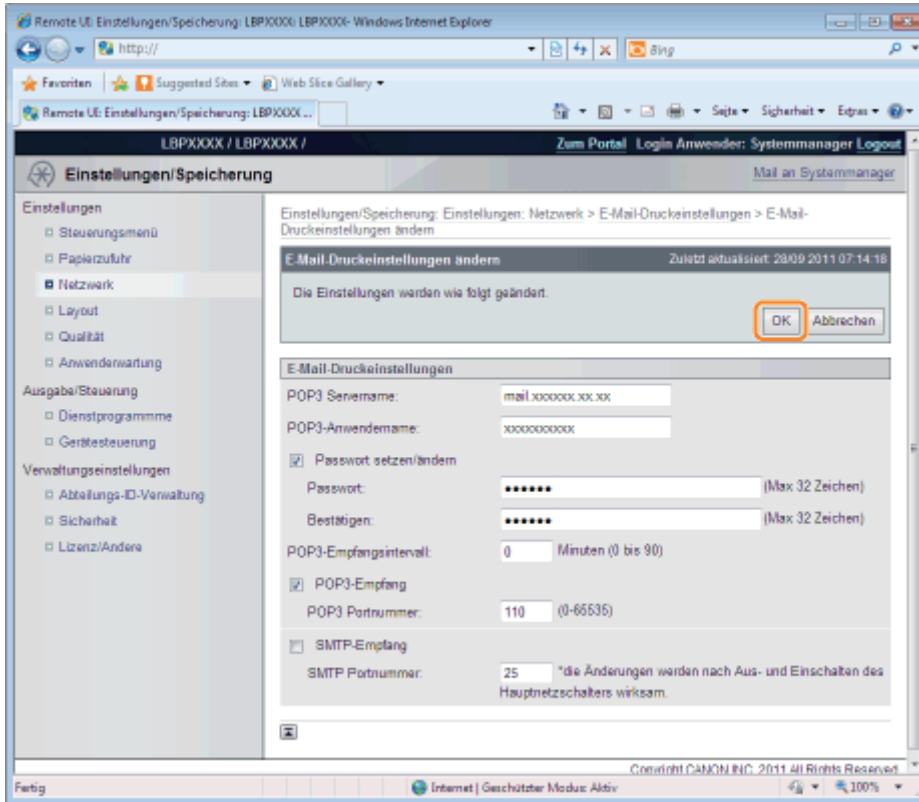 Remote UI: Einstellungen/Speicherung: LBPXXXX: LBPXXXX- Windows Internet Explorer
http://
Bing
Favoriten Suggested Sites Web Slice Gallery
Remote UI: Einstellungen/Speicherung: LBPXXXX ...
Seite Sicherheit Extras
LBPXXXX / LBPXXXX /
Zum Portal Login Anwender: Systemmanager Logout
Einstellungen/Speicherung
Mail an Systemmanager
Einstellungen
Steuerungsmenü
Papierzufuhr
Netzwerk
Layout
Qualität
Anwenderwartung
Ausgabe/Steuerung
Dienstprogrammme
Gerätesteuerung
Verwaltungseinstellungen
Abteilungs-ID-Verwaltung
Sicherheit
Lizenz/Andere
Einstellungen/Speicherung: Einstellungen: Netzwerk > E-Mail-Druckeinstellungen > E-Mail-
Druckeinstellungen ändern
E-Mail-Druckeinstellungen ändern
Zuletzt aktualisiert: 28/09 2011 07:14:18
Die Einstellungen werden wie folgt geändert.
OK Abbrechen
E-Mail-Druckeinstellungen
POP3 Servername: mail.xxxxxx.xx.xx
POP3-Anwendername: xxxxxxxxxx
Passwort setzen/ändern
Passwort: •••••• (Max 32 Zeichen)
Bestätigen: •••••• (Max 32 Zeichen)
POP3-Empfangsintervall: 0 Minuten (0 bis 90)
POP3-Empfang
POP3 Portnummer: 110 (0-65535)
SMTP-Empfang
SMTP Portnummer: 25 *die Änderungen werden nach Aus- und Einschalten des
Hauptnetzschalters wirksam.
Copyright CANON INC. 2011 All Rights Reserved
Fertig
Internet | Geschützter Modus: Aktiv
100%